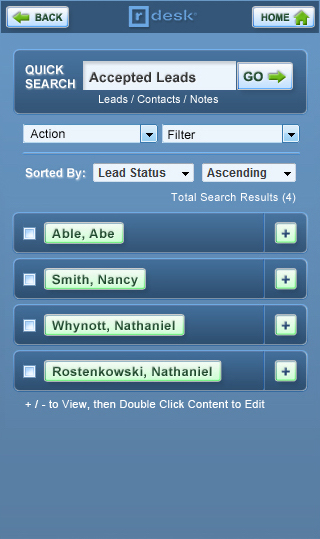 BACK
r desk
HOME
QUICK SEARCH
Accepted Leads
GO
Leads / Contacts / Notes
Action
Filter
Sorted By:
Lead Status
Ascending
Total Search Results (4)
Able, Abe
+
Smith, Nancy
+
Whynott, Nathaniel
+
Rostenkowski, Nathaniel
+
+ / - to View, then Double Click Content to Edit